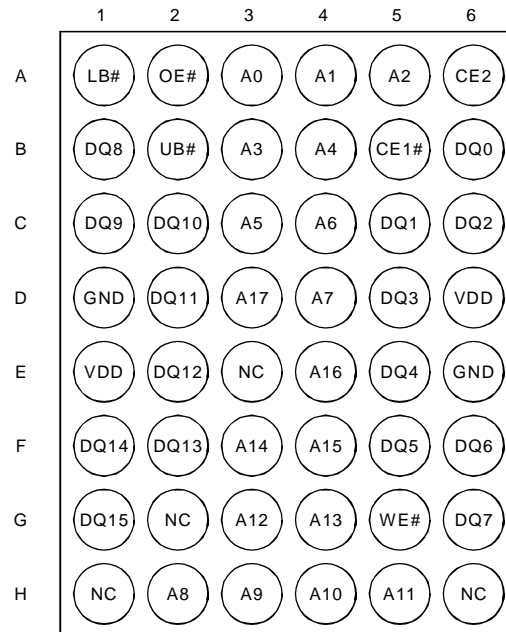 1 2 3 4 5 6
A LB# OE# A0 A1 A2 CE2
B DQ8 UB# A3 A4 CE1# DQ0
C DQ9 DQ10 A5 A6 DQ1 DQ2
D GND DQ11 A17 A7 DQ3 VDD
E VDD DQ12 NC A16 DQ4 GND
F DQ14 DQ13 A14 A15 DQ5 DQ6
G DQ15 NC A12 A13 WE# DQ7
H NC A8 A9 A10 A11 NC